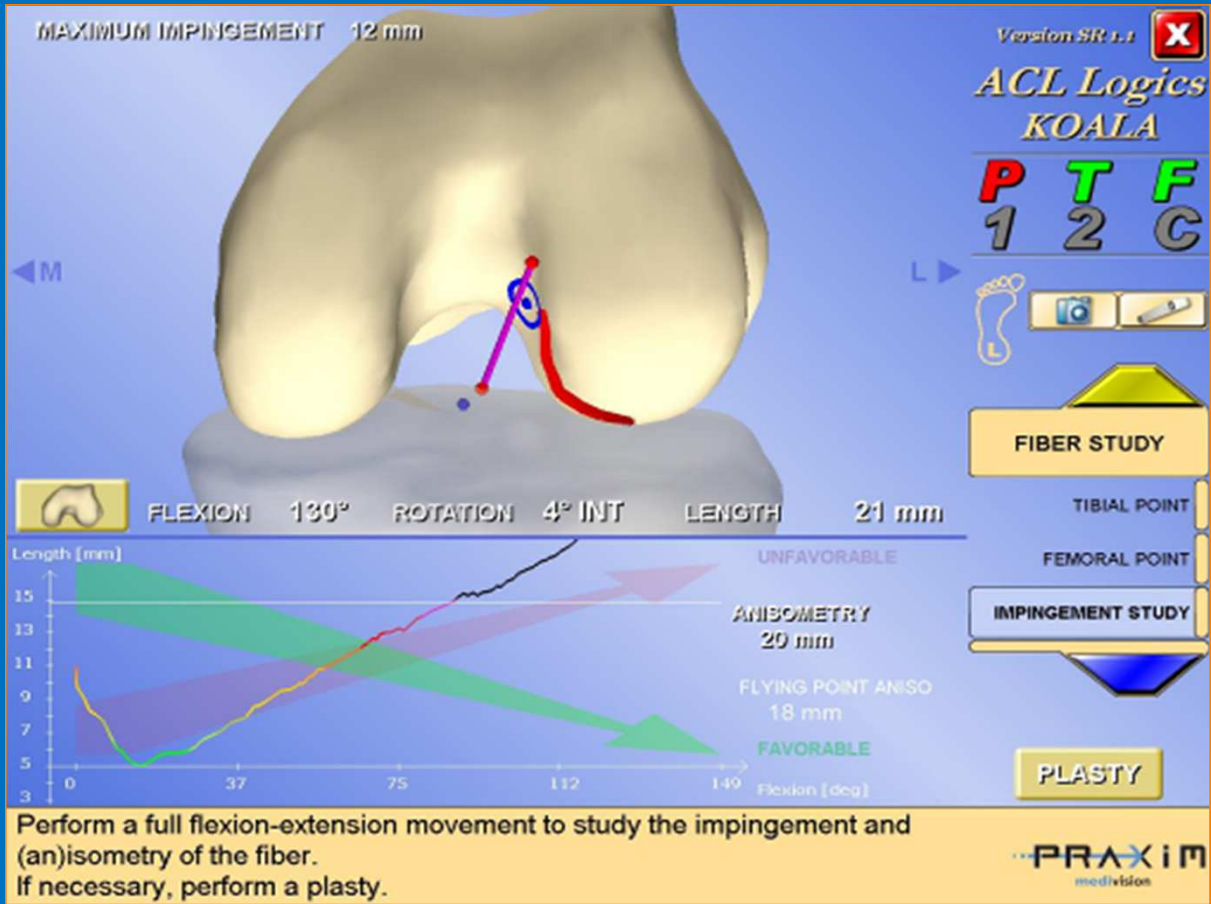 MAXIMUM IMPINGEMENT 12 mm
Version SR 1.1
X
ACL Logics
KOALA
P T F
1 2 C
M
L
L
FIBER STUDY
TIBIAL POINT
FEMORAL POINT
IMPINGEMENT STUDY
FLEXION 130° ROTATION 4° INT LENGTH 21 mm
Length [mm]
15
13
11
9
7
5
3
0 37 75 112 149 Flexion [deg]
UNFAVORABLE
ANISOMETRY
20 mm
FLYING POINT ANISO
18 mm
FAVORABLE
PLASTY
Perform a full flexion-extension movement to study the impingement and
(an)isometry of the fiber.
If necessary, perform a plasty.
PRAXiM
medivision